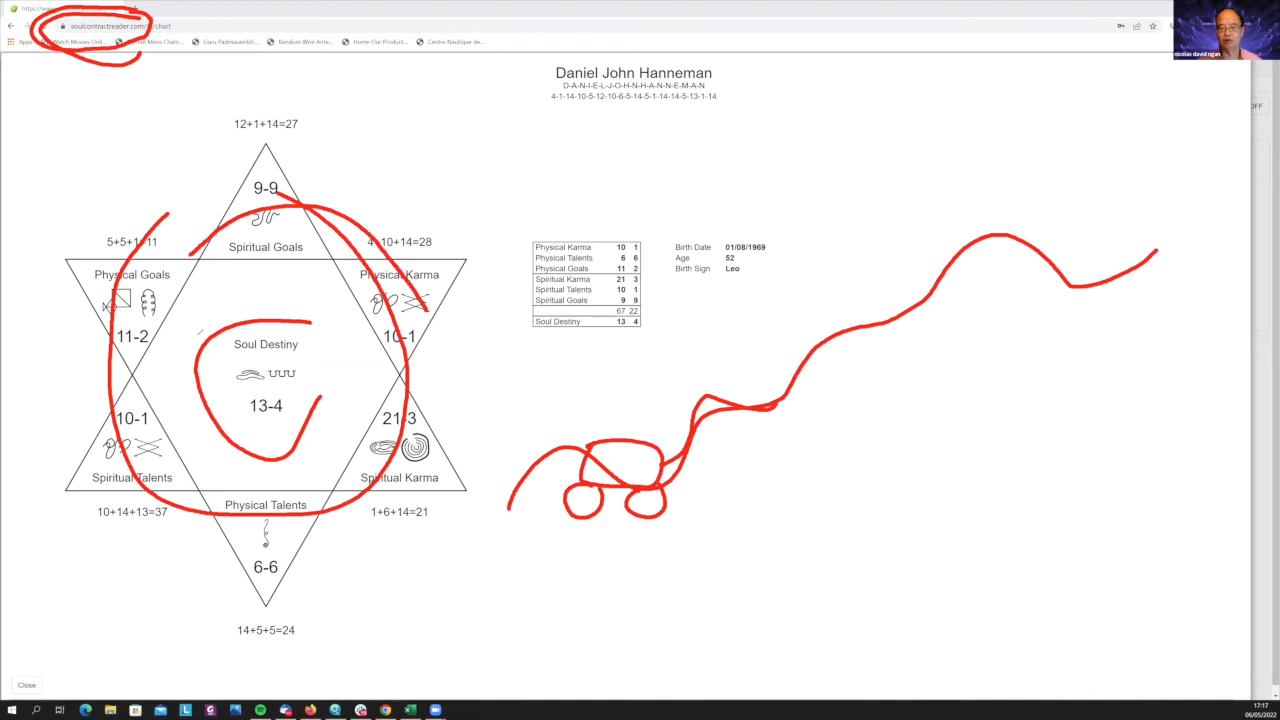 https://www.
soulcontractreader.com/
/chart
Apps
Watch Movies Onli...
Mens Cham...
Guru Padmasambh...
Random Wire Ante...
Home Our Product...
Centre Nautique de...
nicolas david ngan
OFF
Daniel John Hanneman
D-A-N-I-E-L-J-O-H-N-H-A-N-N-E-M-A-N
4-1-14-10-5-12-10-6-5-14-5-1-14-14-5-13-1-14
12+1+14=27
9-9
Spiritual Goals
5+5+1=11
Physical Goals
11-2
4+10+14=28
Physical Karma
10-1
Soul Destiny
13-4
10-1
Spiritual Talents
10+14+13=37
21-3
Spiritual Karma
1+6+14=21
Physical Talents
6-6
14+5+5=24
Physical Karma 10 1
Physical Talents 6 6
Physical Goals 11 2
Spiritual Karma 21 3
Spiritual Talents 10 1
Spiritual Goals 9 9
67 22
Soul Destiny 13 4
Birth Date 01/08/1969
Age 52
Birth Sign Leo
Close
17:17
06/05/2022